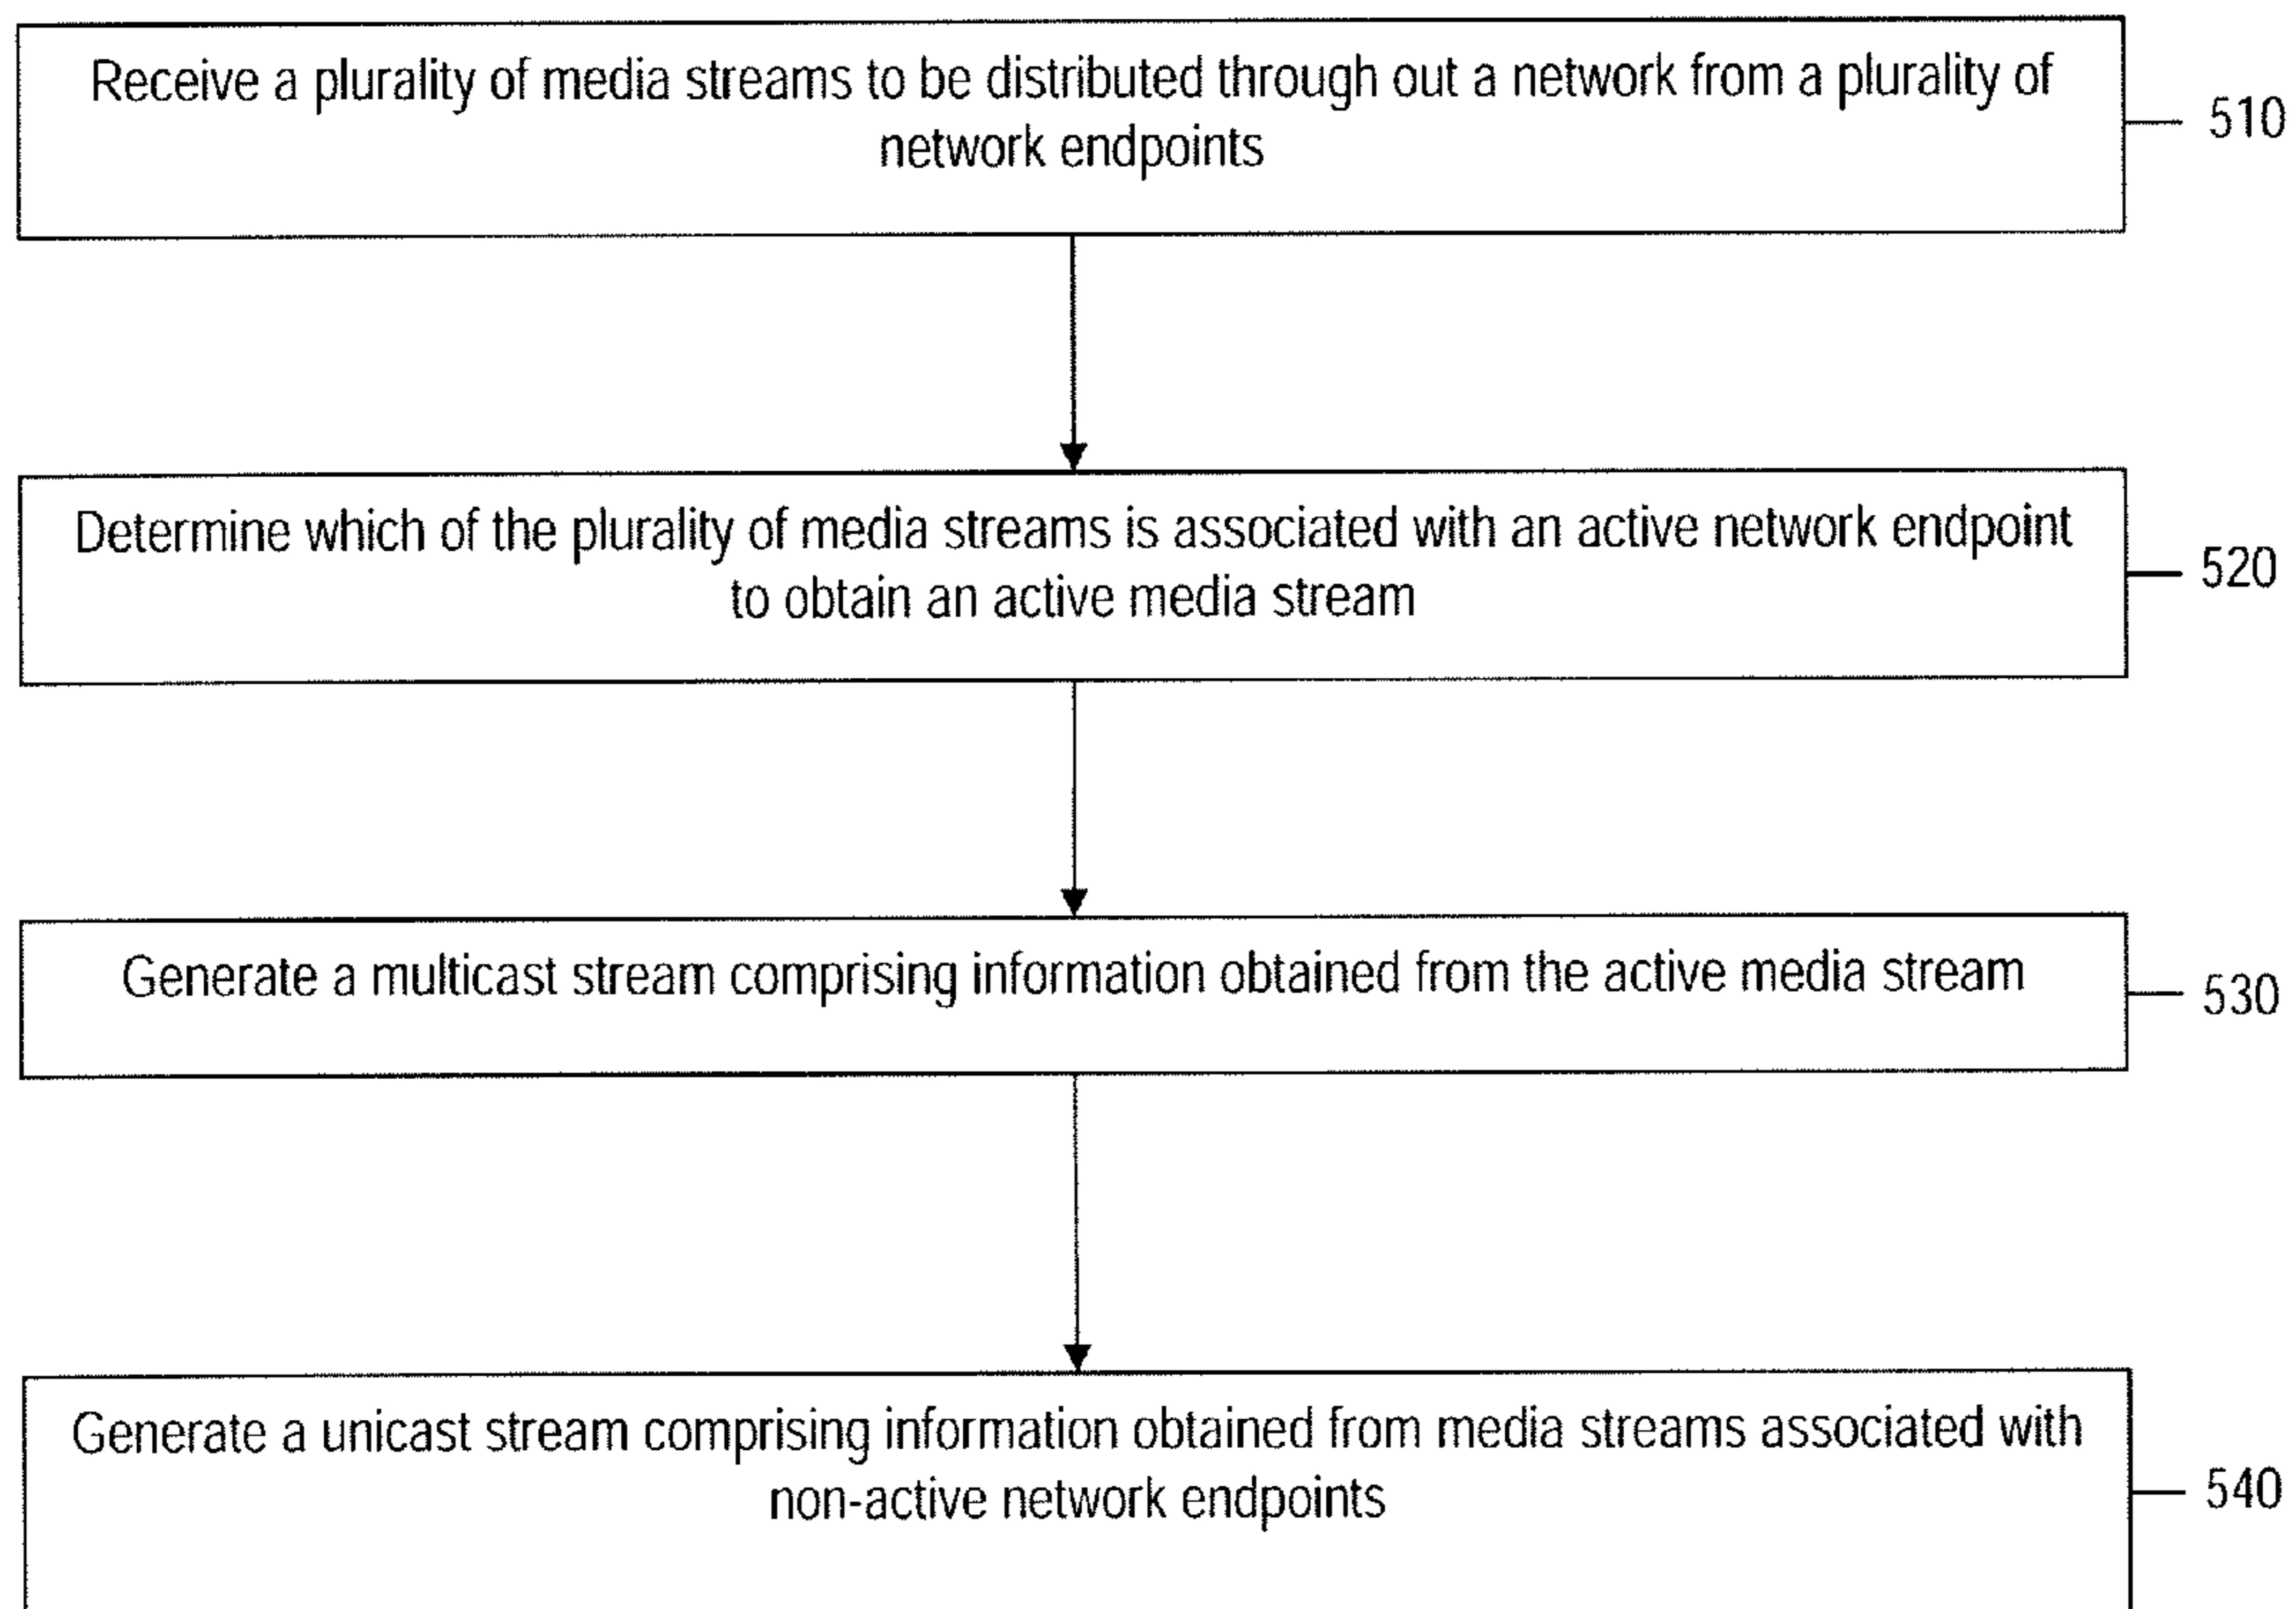 Receive a plurality of media streams to be distributed through out a network from a plurality of
network endpoints
510
Determine which of the plurality of media streams is associated with an active network endpoint
to obtain an active media stream
520
Generate a multicast stream comprising information obtained from the active media stream
530
Generate a unicast stream comprising information obtained from media streams associated with
non-active network endpoints
540